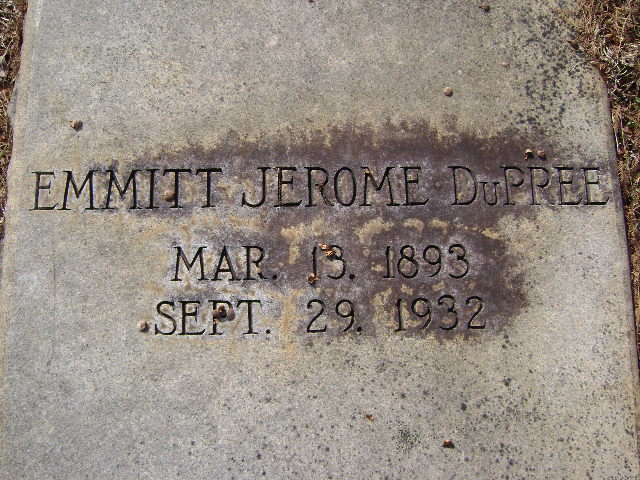 EMMITT JEROME DuPREE
MAR. 13. 1893
SEPT. 29. 1932